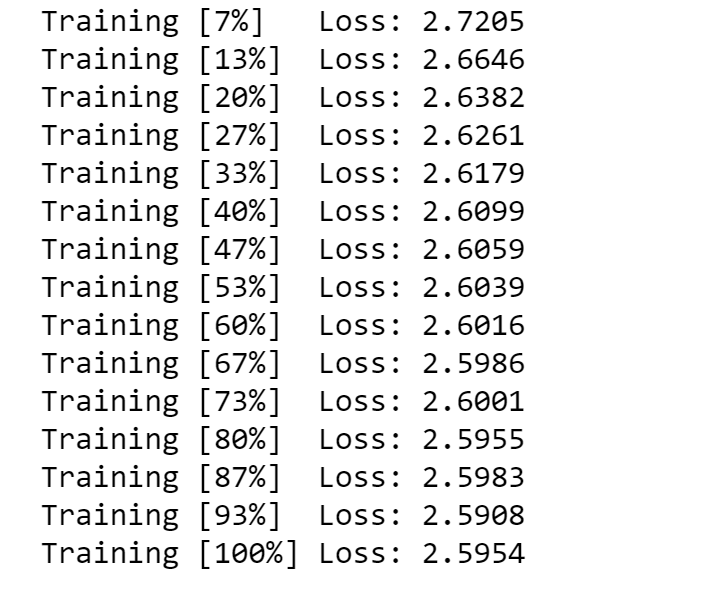 Training [7%]   Loss: 2.7205
Training [13%]  Loss: 2.6646
Training [20%]  Loss: 2.6382
Training [27%]  Loss: 2.6261
Training [33%]  Loss: 2.6179
Training [40%]  Loss: 2.6099
Training [47%]  Loss: 2.6059
Training [53%]  Loss: 2.6039
Training [60%]  Loss: 2.6016
Training [67%]  Loss: 2.5986
Training [73%]  Loss: 2.6001
Training [80%]  Loss: 2.5955
Training [87%]  Loss: 2.5983
Training [93%]  Loss: 2.5908
Training [100%] Loss: 2.5954